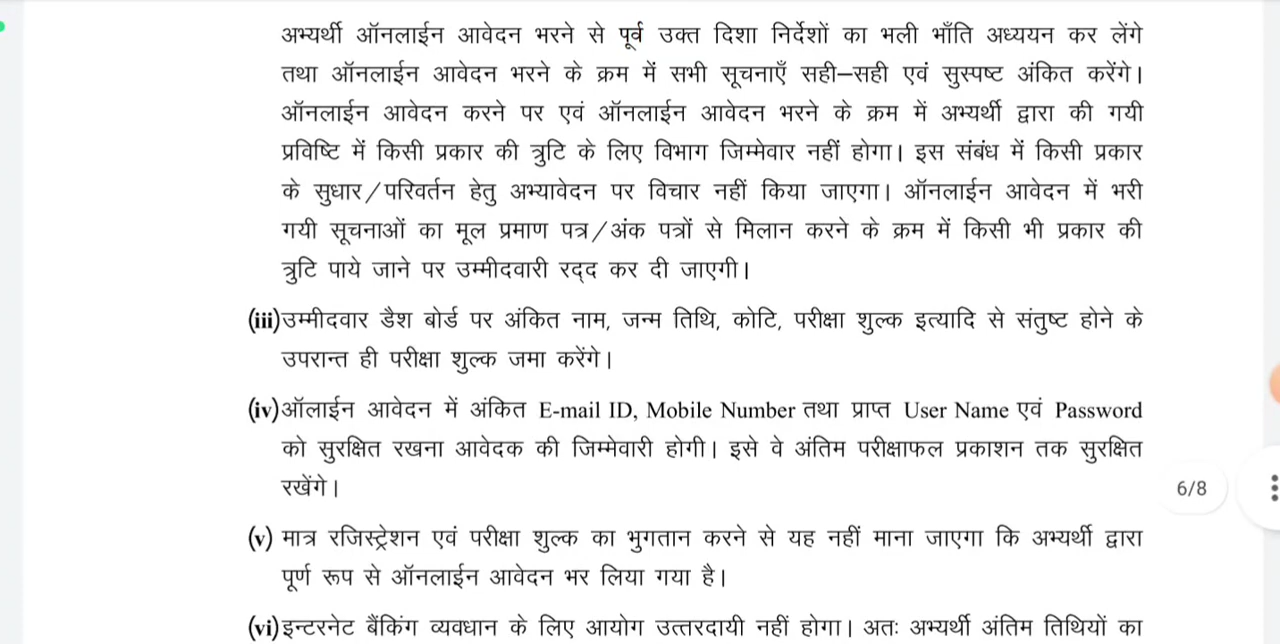 अभ्यर्थी ऑनलाईन आवेदन भरने से पूर्व उक्त दिशा निर्देशों का भली भाँति अध्ययन कर लेंगे
तथा ऑनलाईन आवेदन भरने के क्रम में सभी सूचनाएँ सही–सही एवं सुस्पष्ट अंकित करेंगे।
ऑनलाईन आवेदन करने पर एवं ऑनलाईन आवेदन भरने के क्रम में अभ्यर्थी द्वारा की गयी
प्रविष्टि में किसी प्रकार की त्रुटि के लिए विभाग जिम्मेवार नहीं होगा। इस संबंध में किसी प्रकार
के सुधार/परिवर्तन हेतु अभ्यावेदन पर विचार नहीं किया जाएगा। ऑनलाईन आवेदन में भरी
गयी सूचनाओं का मूल प्रमाण पत्र/अंक पत्रों से मिलान करने के क्रम में किसी भी प्रकार की
त्रुटि पाये जाने पर उम्मीदवारी रद्द कर दी जाएगी।
(iii)उम्मीदवार डैश बोर्ड पर अंकित नाम, जन्म तिथि, कोटि, परीक्षा शुल्क इत्यादि से संतुष्ट होने के
उपरान्त ही परीक्षा शुल्क जमा करेंगे।
(iv)ऑलाईन आवेदन में अंकित E-mail ID, Mobile Number तथा प्राप्त User Name एवं Password
को सुरक्षित रखना आवेदक की जिम्मेवारी होगी। इसे वे अंतिम परीक्षाफल प्रकाशन तक सुरक्षित
रखेंगे।
6/8
(v) मात्र रजिस्ट्रेशन एवं परीक्षा शुल्क का भुगतान करने से यह नहीं माना जाएगा कि अभ्यर्थी द्वारा
पूर्ण रूप से ऑनलाईन आवेदन भर लिया गया है।
(vi)इन्टरनेट बैंकिंग व्यवधान के लिए आयोग उत्तरदायी नहीं होगा। अतः अभ्यर्थी अंतिम तिथियों का